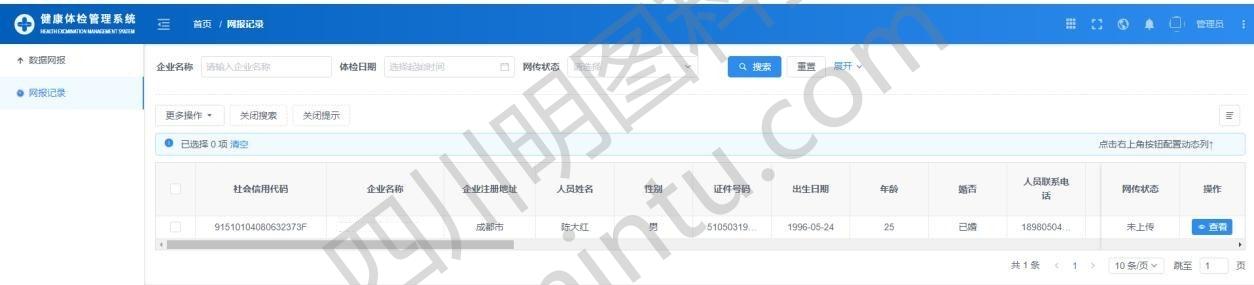 健康体检管理系统
HEALTH EXCMINATION MANAGEMENT SYSTEM
首页 / 网报记录
管理员
数据网报
网报记录
企业名称 请输入企业名称 体检日期 选择起始时间 网传状态 请选择 搜索 重置 展开
更多操作 关闭搜索 关闭提示
已选择 0 项 清空 点击右上角按钮配置动态列↑
社会信用代码 企业名称 企业注册地址 人员姓名 性别 证件号码 出生日期 年龄 婚否 人员联系电话 网传状态 操作
91510104080632373F 成都市 陈大红 男 51050319... 1996-05-24 25 已婚 18980504... 未上传 查看
共 1 条 < 1 > 10 条/页 跳至 1 页
四川明图科
mintu.com